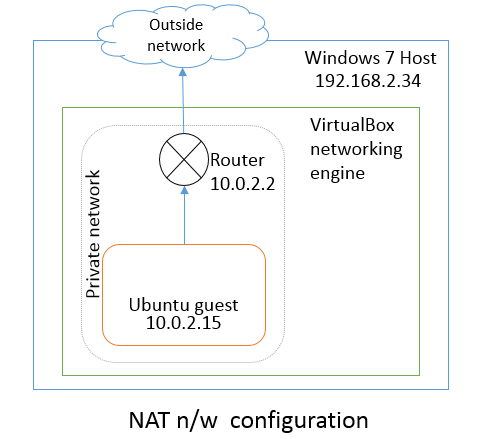 Outside
network
Windows 7 Host
192.168.2.34
VirtualBox
networking
engine
Router
10.0.2.2
Private network
Ubuntu guest
10.0.2.15
NAT n/w  configuration